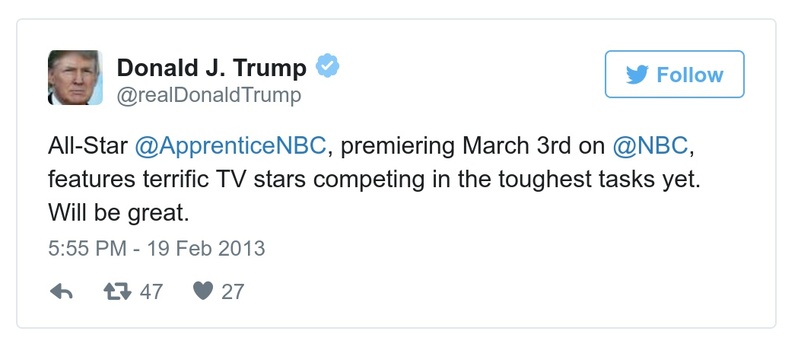 Donald J. Trump
@realDonaldTrump
Follow
All-Star @ApprenticeNBC, premiering March 3rd on @NBC,
features terrific TV stars competing in the toughest tasks yet.
Will be great.
5:55 PM - 19 Feb 2013
47 27